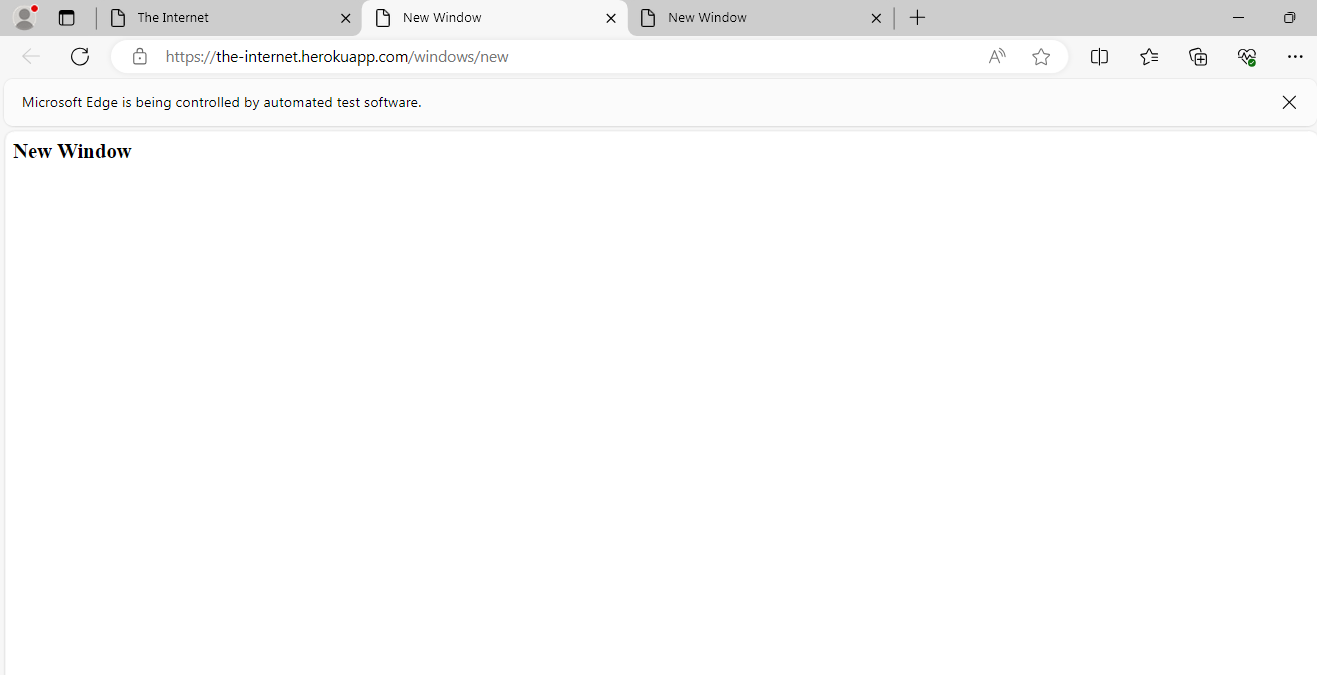 The Internet
New Window
New Window
https://the-internet.herokuapp.com/windows/new
Microsoft Edge is being controlled by automated test software.
New Window